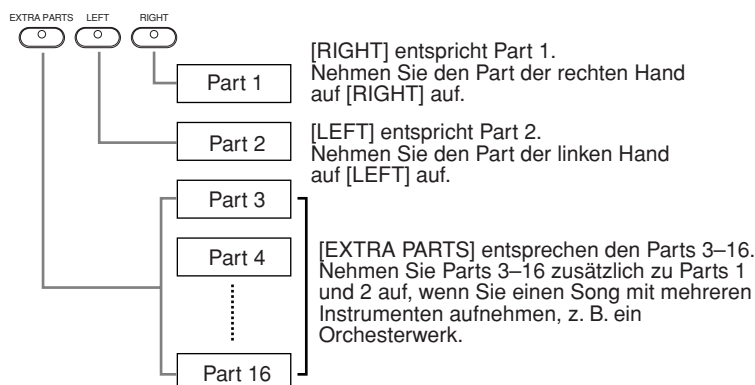 EXTRA PARTS LEFT RIGHT
[RIGHT] entspricht Part 1.
Nehmen Sie den Part der rechten Hand
auf [RIGHT] auf.
Part 1
[LEFT] entspricht Part 2.
Nehmen Sie den Part der linken Hand
auf [LEFT] auf.
Part 2
Part 3
Part 4
[EXTRA PARTS] entsprechen den Parts 3–16.
Nehmen Sie Parts 3–16 zusätzlich zu Parts 1
und 2 auf, wenn Sie einen Song mit mehreren
Instrumenten aufnehmen, z. B. ein
Orchesterwerk.
Part 16